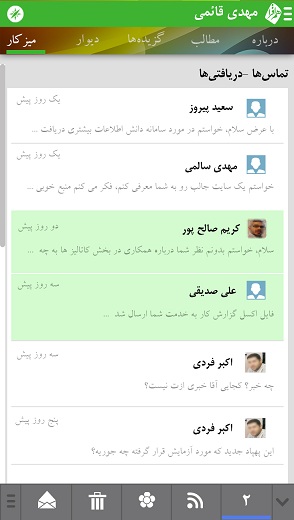 مهدی قائمی
درباره مطالب گزیده‌ها دیوار میزکار
تماس‌ها -دریافتی‌ها
سعید پیروز یک روز پیش
با عرض سلام، خواستم در مورد سامانه دانش اطلاعات بیشتری دریافت ...
مهدی سالمی یک روز پیش
خواستم یک سایت جالب رو به شما معرفی کنم، فکر می کنم منبع خوبی ...
کریم صالح پور دو روز پیش
سلام، خواستم بدونم نظر شما درباره همکاری در بخش کاتالیز ها به چه ...
علی صدیقی سه روز پیش
فایل اکسل گزارش کار به خدمت شما ارسال شد ...
اکبر فردی سه روز پیش
چه خبر؟ کجایی آقا خبری ازت نیست؟
اکبر فردی پنج روز پیش
این پهپاد جدید که مورد آزمایش قرار گرفته چه جوریه؟
۲